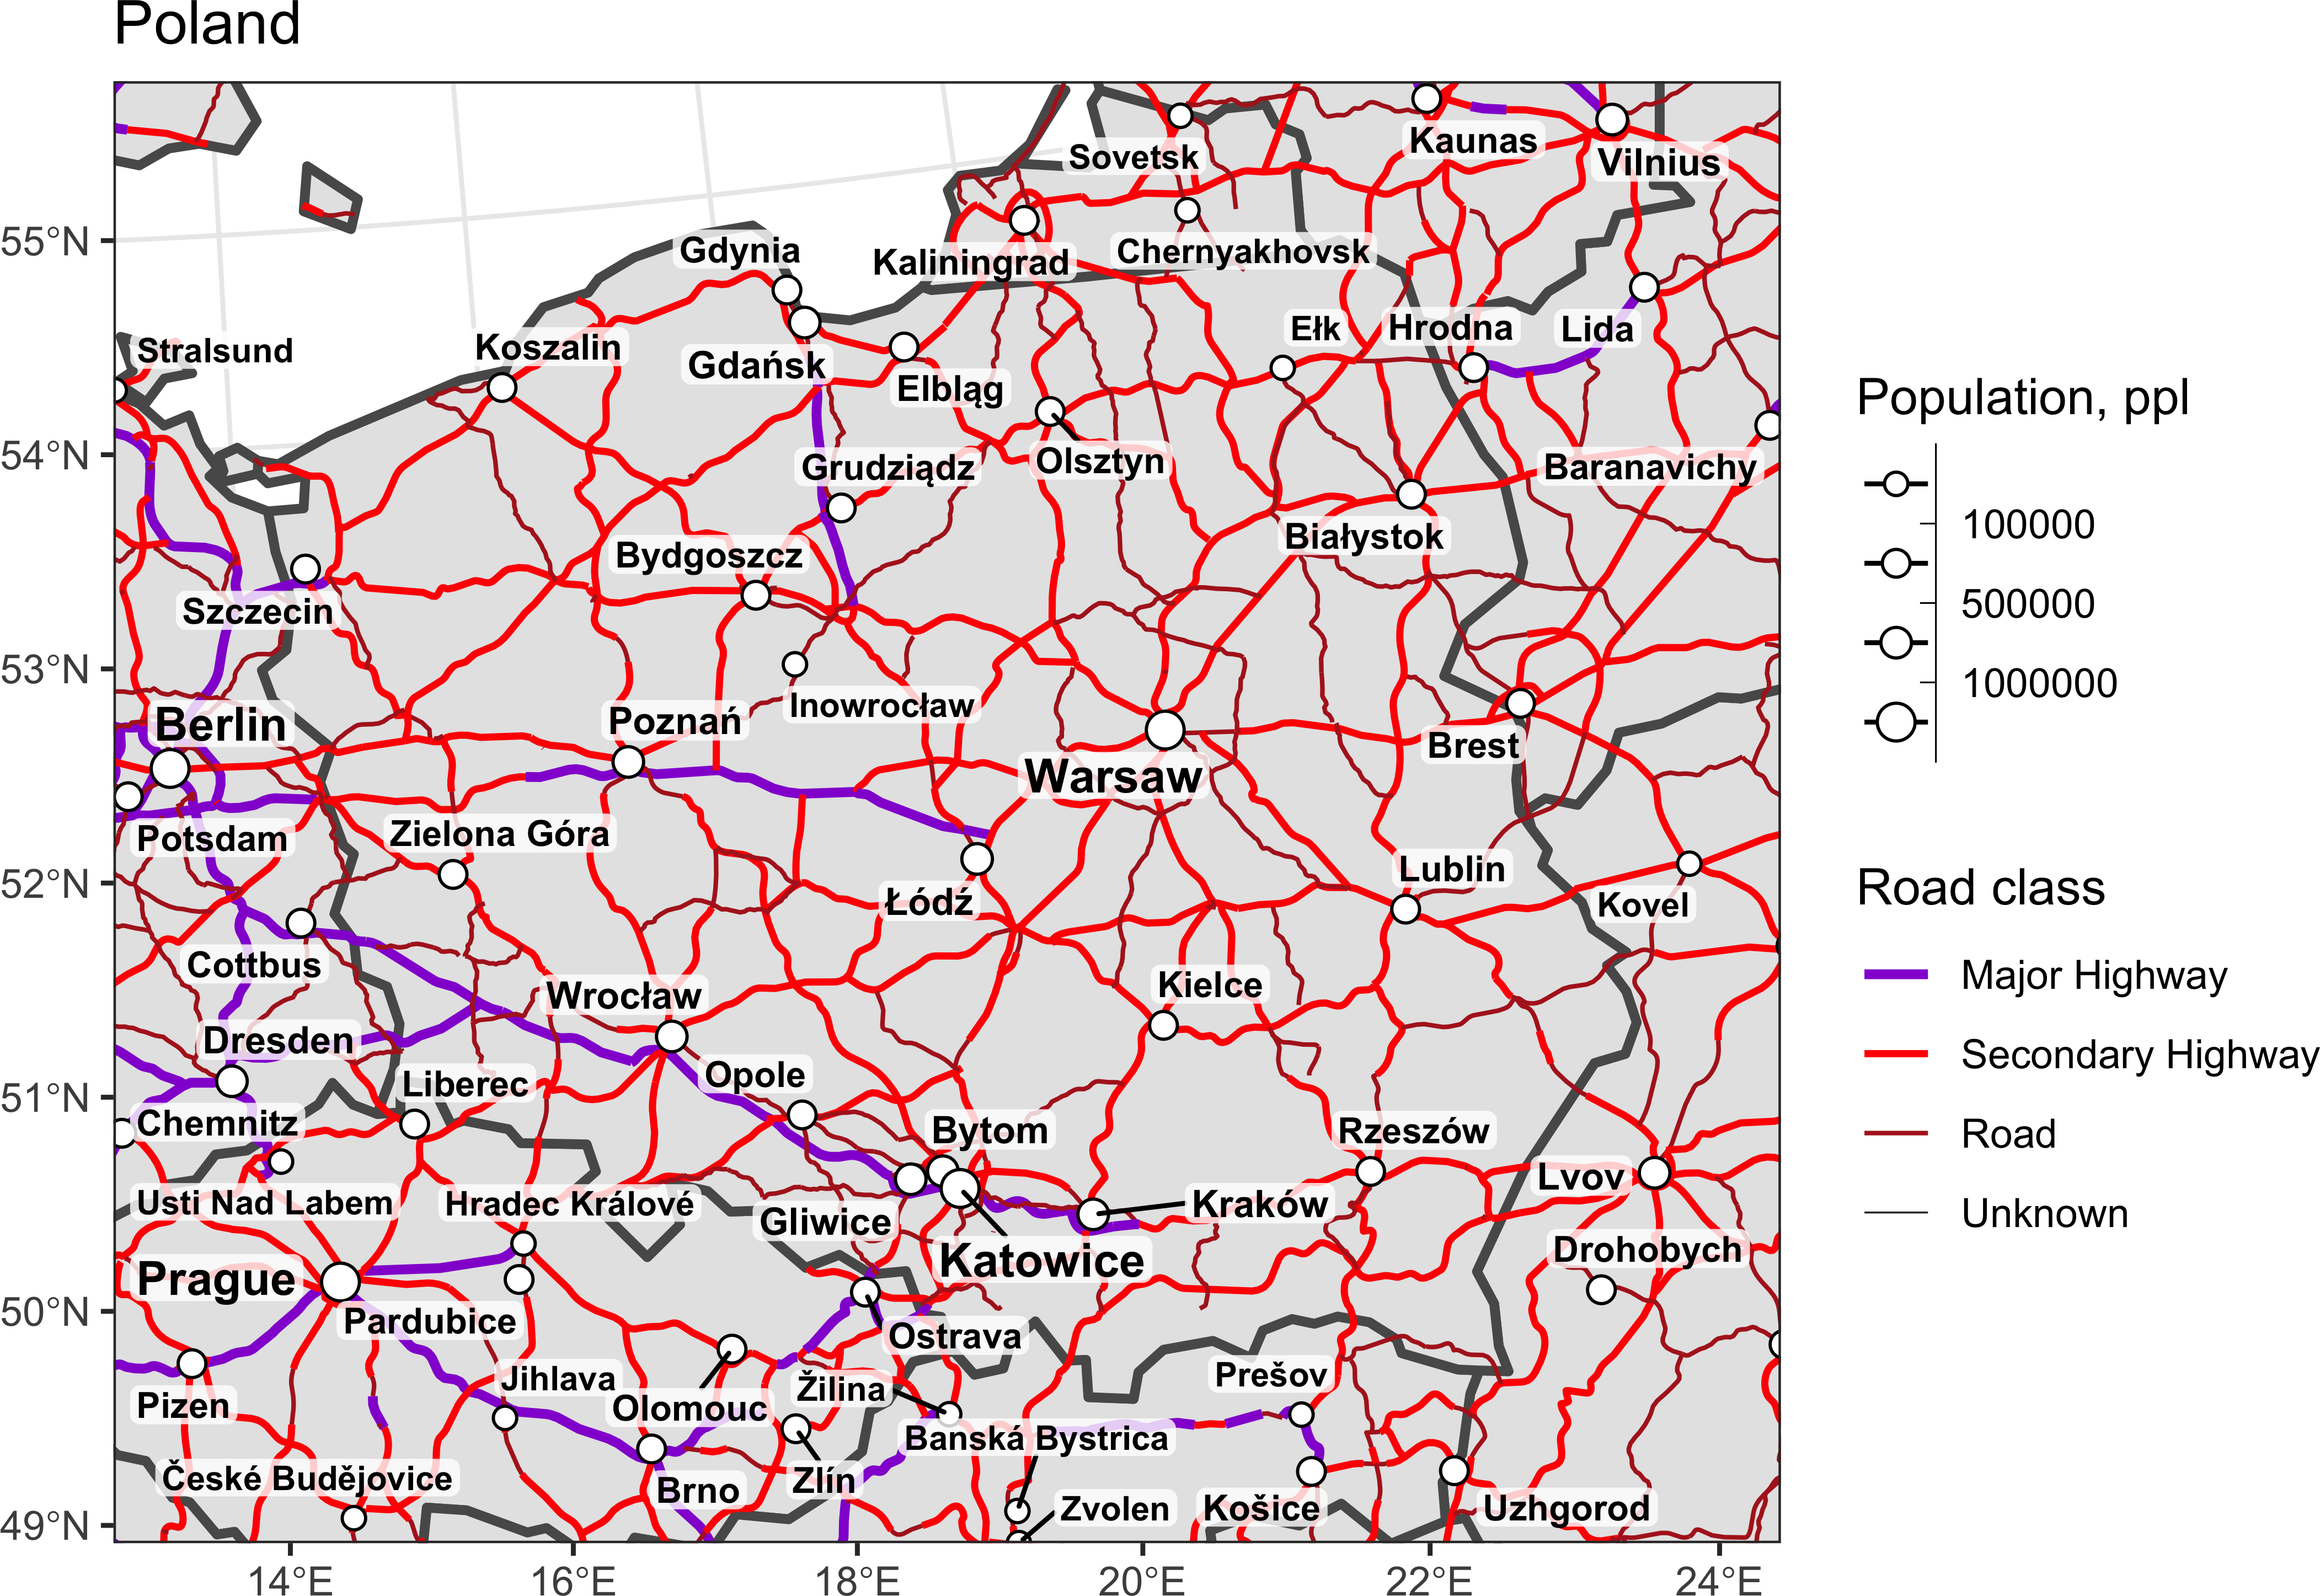 Poland
Sovetsk
Kaunas
Vilnius
55°N
Gdynia
Kaliningrad
Chernyakhovsk
Stralsund
Koszalin
Gdańsk
Elbląg
Ełk
Hrodna
Lida
54°N
Grudziądz
Olsztyn
Baranavichy
Białystok
Bydgoszcz
Szczecin
53°N
Inowrocław
Berlin
Poznań
Warsaw
Brest
Potsdam
Zielona Góra
52°N
Łódź
Lublin
Kovel
Cottbus
Wrocław
Kielce
Dresden
Liberec
Opole
51°N
Chemnitz
Bytom
Rzeszów
Lvov
Usti Nad Labem
Hradec Králové
Gliwice
Kraków
Katowice
Drohobych
Prague
50°N
Pardubice
Ostrava
Pizen
Jihlava
Olomouc
Žilina
Prešov
Banská Bystrica
České Budějovice
Brno
Zlín
Zvolen
Košice
Uzhgorod
49°N
14°E
16°E
18°E
20°E
22°E
24°E
Population, ppl
100000
500000
1000000
Road class
Major Highway
Secondary Highway
Road
Unknown